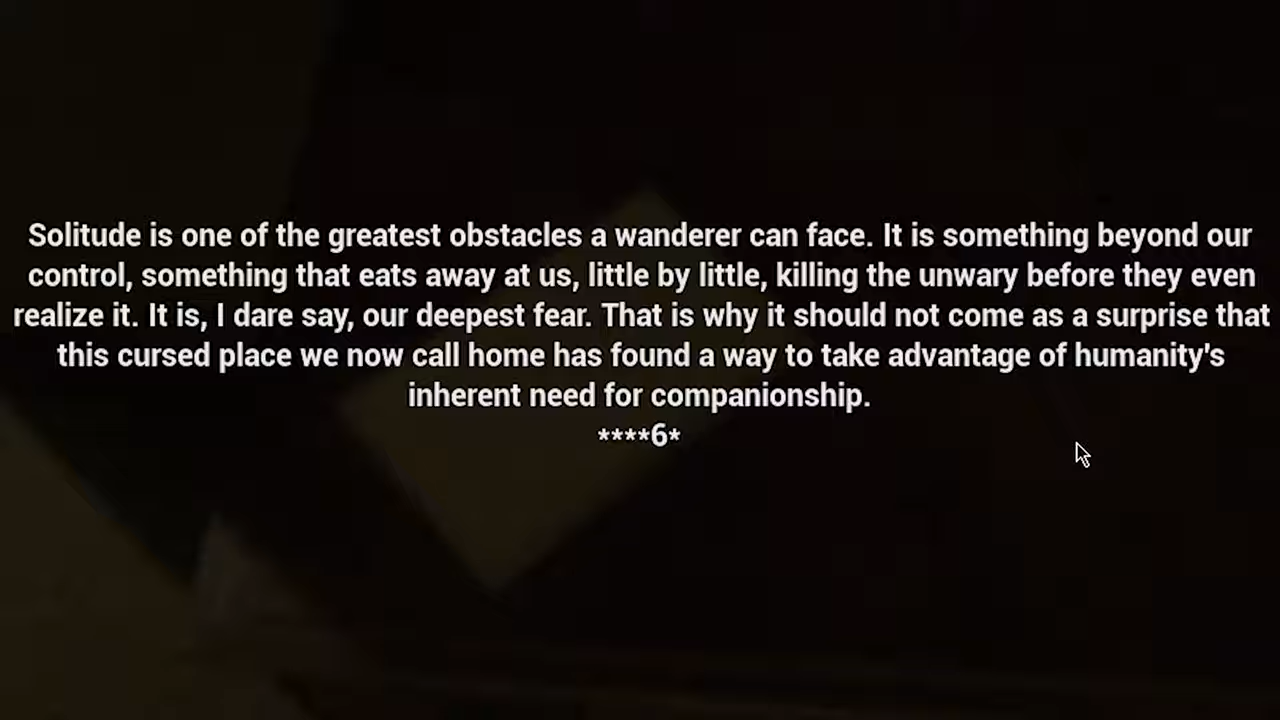 Solitude is one of the greatest obstacles a wanderer can face. It is something beyond our
control, something that eats away at us, little by little, killing the unwary before they even
realize it. It is, I dare say, our deepest fear. That is why it should not come as a surprise that
this cursed place we now call home has found a way to take advantage of humanity's
inherent need for companionship.
****6*